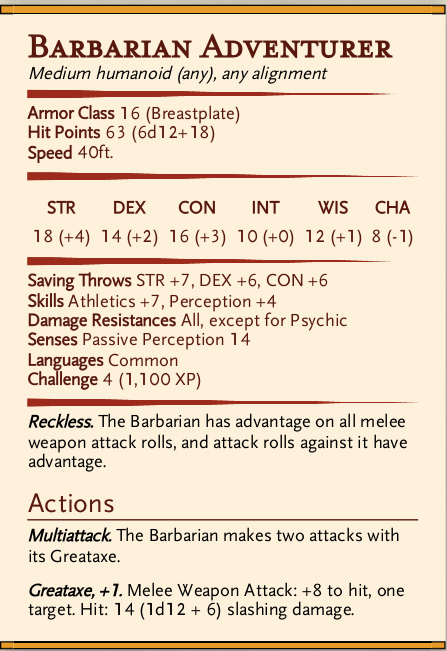 Barbarian Adventurer
Medium humanoid (any), any alignment
Armor Class 16 (Breastplate)
Hit Points 63 (6d12+18)
Speed 40ft.
STR DEX CON INT WIS CHA
18 (+4) 14 (+2) 16 (+3) 10 (+0) 12 (+1) 8 (-1)
Saving Throws STR +7, DEX +6, CON +6
Skills Athletics +7, Perception +4
Damage Resistances All, except for Psychic
Senses Passive Perception 14
Languages Common
Challenge 4 (1,100 XP)
Reckless. The Barbarian has advantage on all melee
weapon attack rolls, and attack rolls against it have
advantage.
Actions
Multiattack. The Barbarian makes two attacks with
its Greataxe.
Greataxe, +1. Melee Weapon Attack: +8 to hit, one
target. Hit: 14 (1d12 + 6) slashing damage.